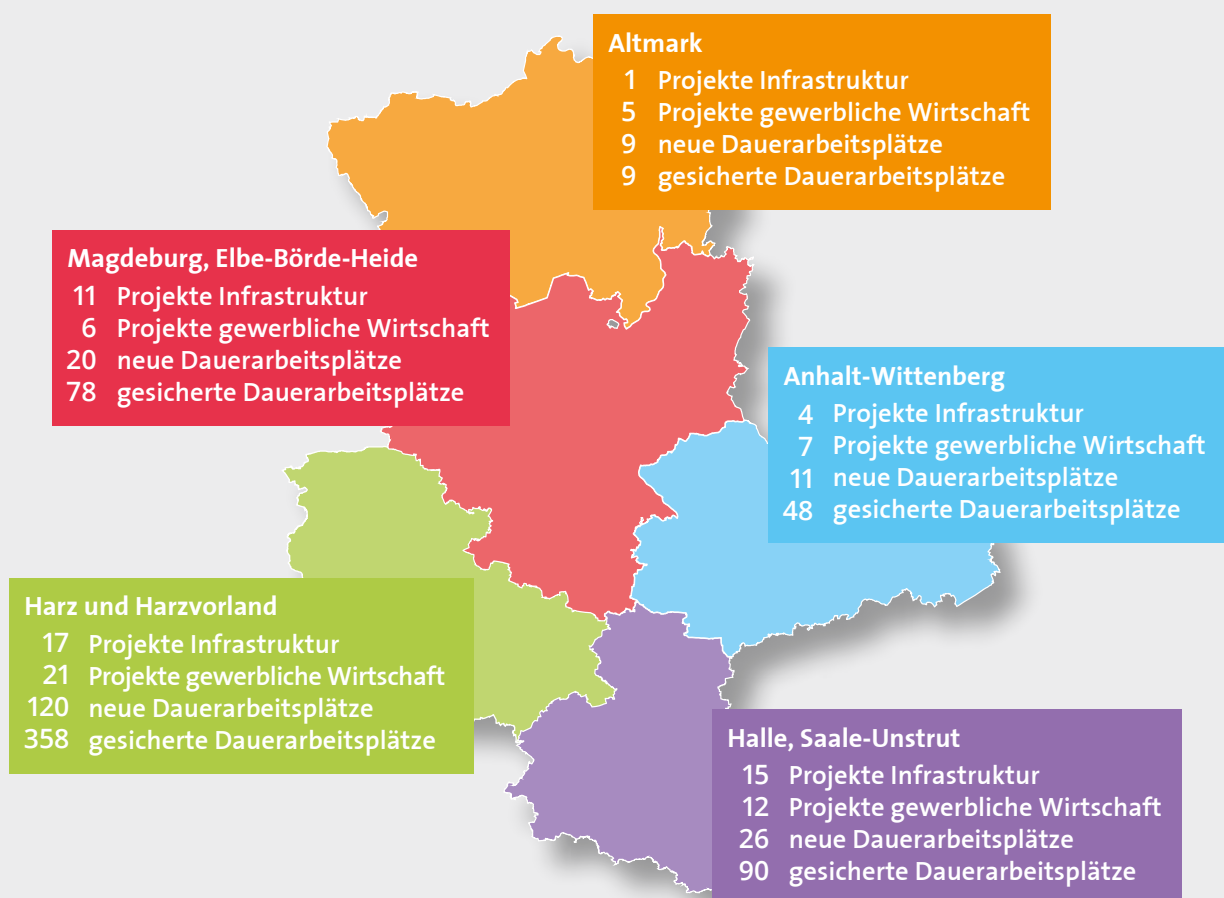 Altmark
1 Projekte Infrastruktur
5 Projekte gewerbliche Wirtschaft
9 neue Dauerarbeitsplätze
9 gesicherte Dauerarbeitsplätze
Magdeburg, Elbe-Börde-Heide
11 Projekte Infrastruktur
6 Projekte gewerbliche Wirtschaft
20 neue Dauerarbeitsplätze
78 gesicherte Dauerarbeitsplätze
Anhalt-Wittenberg
4 Projekte Infrastruktur
7 Projekte gewerbliche Wirtschaft
11 neue Dauerarbeitsplätze
48 gesicherte Dauerarbeitsplätze
Harz und Harzvorland
17 Projekte Infrastruktur
21 Projekte gewerbliche Wirtschaft
120 neue Dauerarbeitsplätze
358 gesicherte Dauerarbeitsplätze
Halle, Saale-Unstrut
15 Projekte Infrastruktur
12 Projekte gewerbliche Wirtschaft
26 neue Dauerarbeitsplätze
90 gesicherte Dauerarbeitsplätze